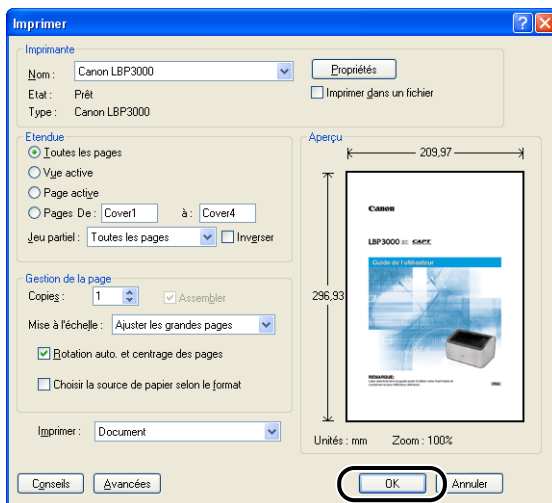 Imprimer
Imprimante
Nom : Canon LBP3000 Propriétés
Etat : Prêt Imprimer dans un fichier
Type : Canon LBP3000
Etendue
Toutes les pages
Vue active
Page active
Pages De : Cover1 à : Cover4
Jeu partiel : Toutes les pages Inverser
Gestion de la page
Copies : 1 Assembler
Mise à l'échelle : Ajuster les grandes pages
Rotation auto. et centrage des pages
Choisir la source de papier selon le format
Imprimer : Document
Aperçu
209,97
296,93
Canon
LBP3000 CAPT
Guide de l'utilisateur
REMARQUE:
Unités : mm Zoom : 100%
Conseils Avancées OK Annuler